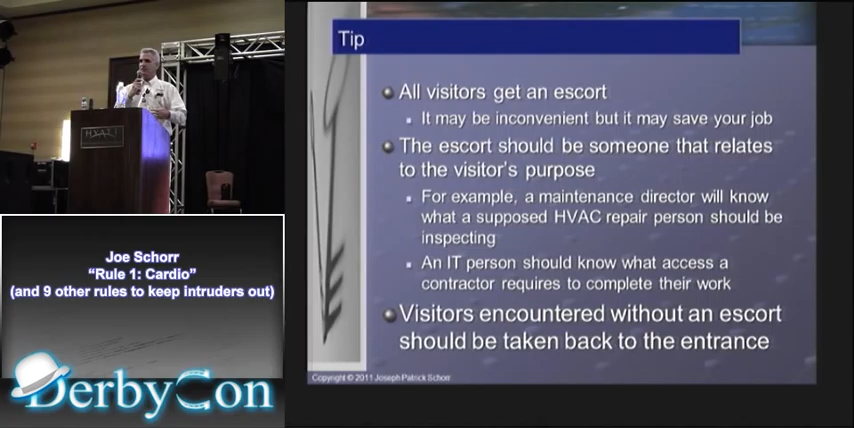 HYATT
Joe Schorr
“Rule 1: Cardio”
(and 9 other rules to keep intruders out)
DerbyCon
Tip
All visitors get an escort
It may be inconvenient but it may save your job
The escort should be someone that relates
to the visitor's purpose
For example, a maintenance director will know
what a supposed HVAC repair person should be
inspecting
An IT person should know what access a
contractor requires to complete their work
Visitors encountered without an escort
should be taken back to the entrance
Copyright © 2011 Joseph Patrick Schorr